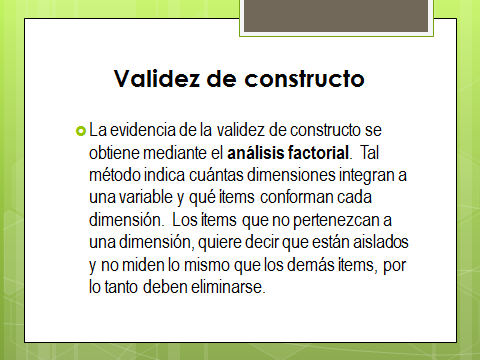 Validez de constructo
La evidencia de la validez de constructo se
obtiene mediante el análisis factorial. Tal
método indica cuántas dimensiones integran a
una variable y qué ítems conforman cada
dimensión. Los ítems que no pertenezcan a
una dimensión, quiere decir que están aislados
y no miden lo mismo que los demás ítems, por
lo tanto deben eliminarse.